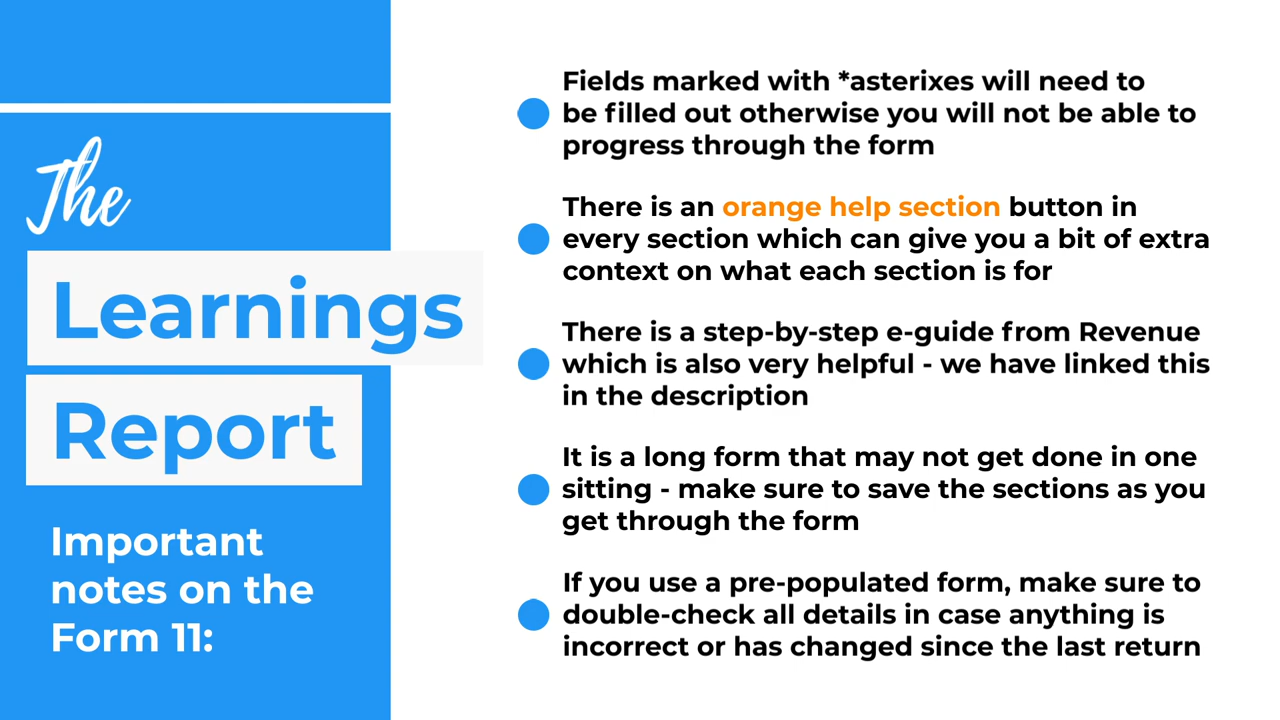 The
Learnings
Report
Important
notes on the
Form 11:
Fields marked with *asterixes will need to
be filled out otherwise you will not be able to
progress through the form
There is an orange help section button in
every section which can give you a bit of extra
context on what each section is for
There is a step-by-step e-guide from Revenue
which is also very helpful - we have linked this
in the description
It is a long form that may not get done in one
sitting - make sure to save the sections as you
get through the form
If you use a pre-populated form, make sure to
double-check all details in case anything is
incorrect or has changed since the last return